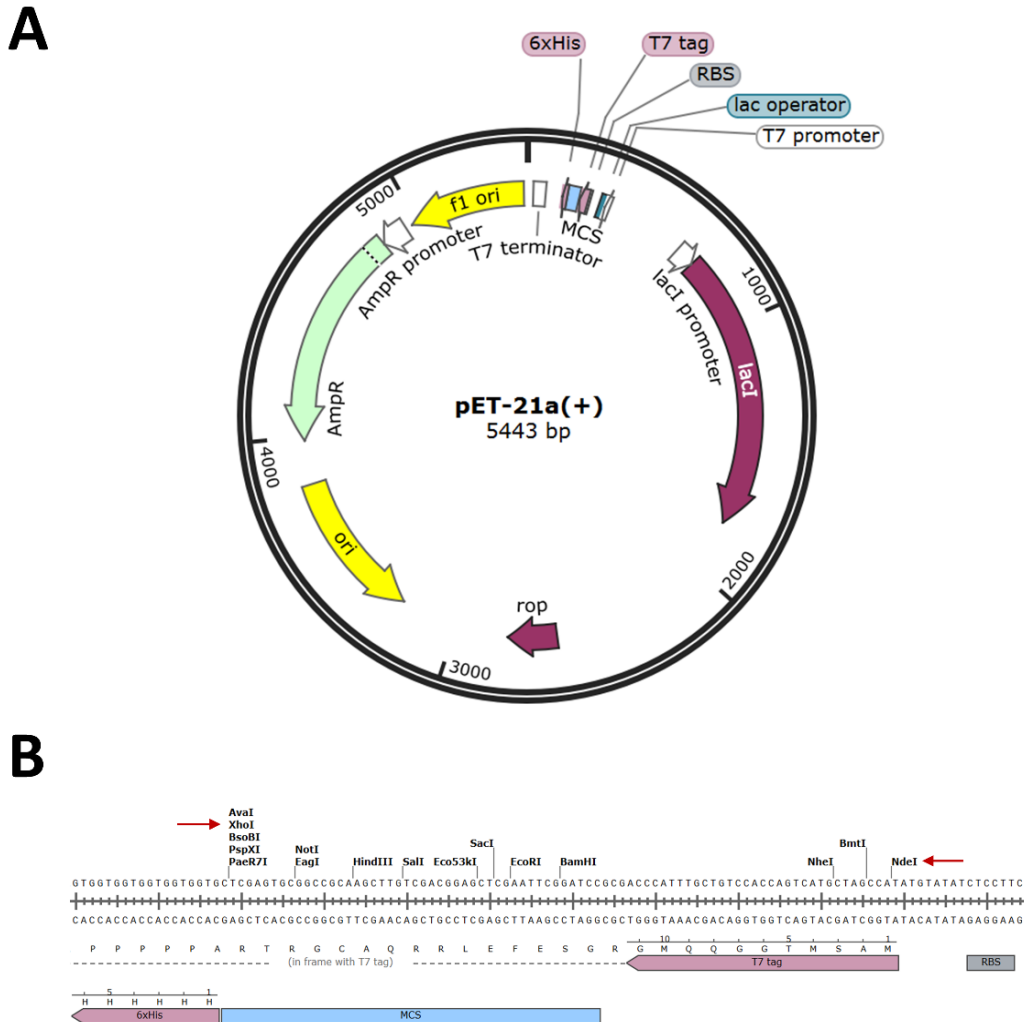 A
6xHis
T7 tag
RBS
lac operator
T7 promoter
5000
f1 ori
AmpR promoter
T7 terminator
MCS
lacI promoter
1000
lacI
AmpR
pET-21a(+)
5443 bp
4000
ori
2000
rop
3000
B
AvaI
XhoI
BsoBI
PspXI
PaeR7I
NotI
EagI
HindIII
SalI
Eco53kI
SacI
EcoRI
BamHI
NheI
BmtI
NdeI
GTGGTGGTGGTGGTGGTGCTCGAGTGCGGCCGCAAGCTTGTCGACGGAGCTCGAATTCGGATCCGCGACCCATTTGCTGTCCACCAGTCATGCTAGCCATATGTATATCTCCTTC
CACCACCACCACCACCACGAGCTCACGCCGGCGTTCGAACAGCTGCCTCGAGCTTAAGCCTAGGCGCTGGGTAAACGACAGGTGGTCAGTACGATCGGTATACATATAGAGGAAG
P P P P P A R T R G C A Q R R L E F E S G R G M Q Q G G T M S A M
10 5 1
(in frame with T7 tag)
T7 tag
RBS
5 1
H H H H H H
6xHis
MCS